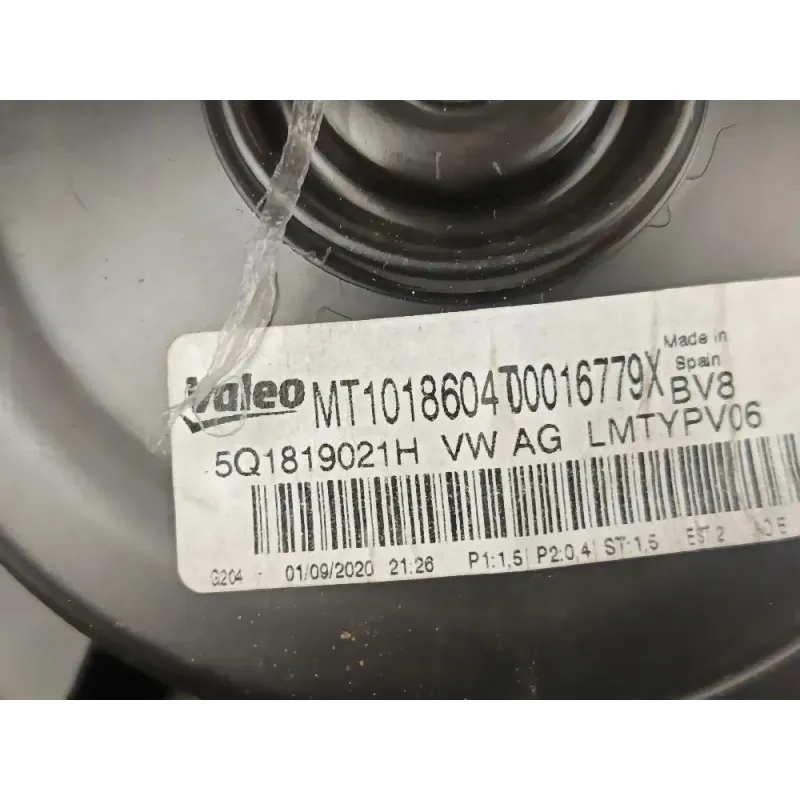 Valeo MT1018604T00016779X Made in Spain
BV8
5Q1819021H VW AG LMTYPV06
G204 - 01/09/2020 21:26 P1:1,5 P2:0,4 ST:1,5 EST 2